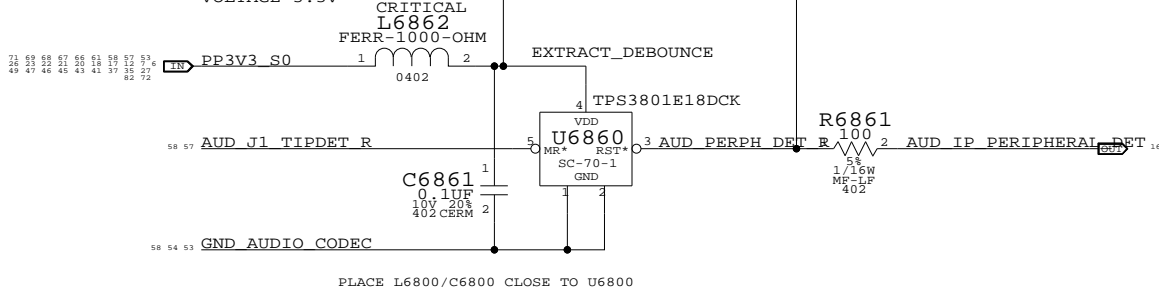 CRITICAL
L6862
FERR-1000-OHM
EXTRACT_DEBOUNCE
71 69 68 67 66 61 58 57 53
26 23 22 21 20 18 17 12 7 6
49 47 46 45 43 41 37 35 27
82 72
IN PP3V3_S0 1 2
0402
4 TPS3801E18DCK
VDD
R6861
100
58 57 AUD_J1_TIPDET_R 5 MR* U6860 RST* 3 AUD_PERPH_DET_R 2 AUD_IP_PERIPHERAL_DET OUT 16
SC-70-1
GND
5%
1/16W
MF-LF
402
1
C6861
0.1UF
10V 20%
402 CERM
2
1 2
58 54 53 GND_AUDIO_CODEC
PLACE L6800/C6800 CLOSE TO U6800